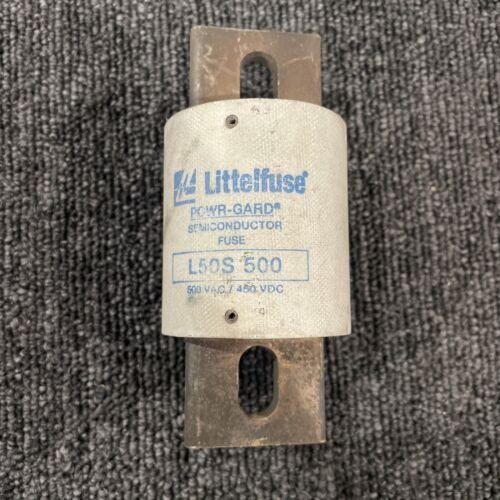 Littelfuse®
POWR-GARD®
SEMICONDUCTOR
FUSE
L50S 500
500 VAC / 450 VDC